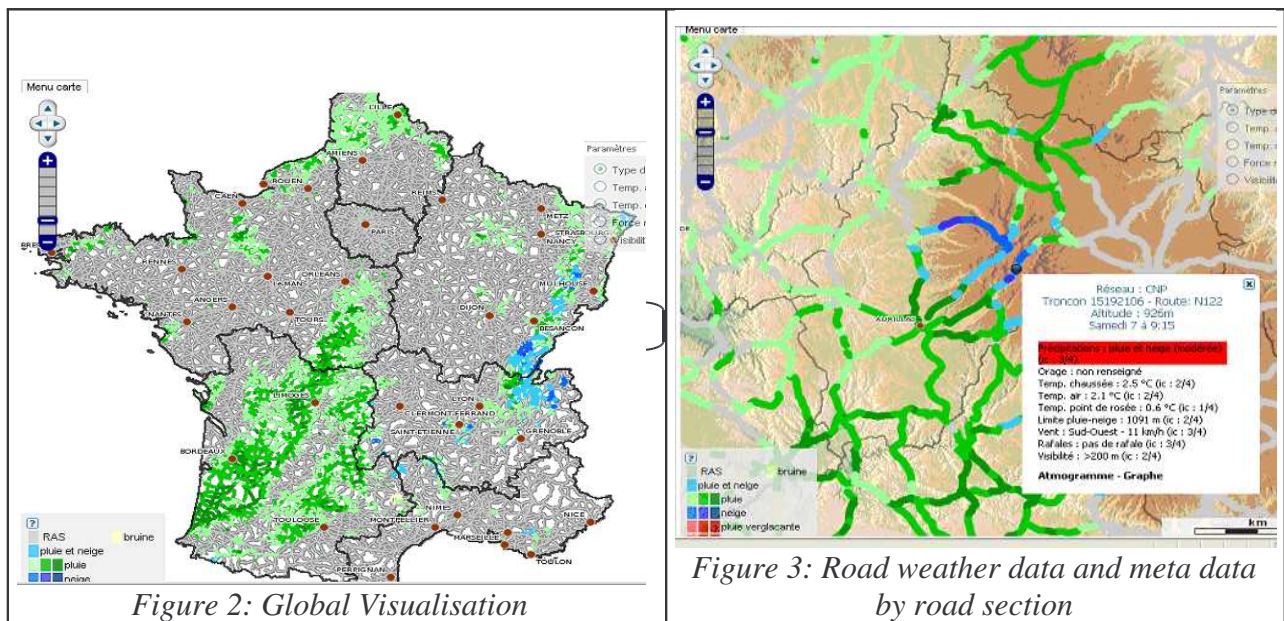 Menu carte
LILLE
AMIENS
ROUEN
CAEN
REIMS
METZ
PARIS
STRASBOURG
NANCY
BRE
RENNES
LE MAN
ORLEANS
MULHOUSE
ANGERS
NANTES
TOURS
DIJON
BESANCON
LIMOGES
LYON
CLERMONT-FERRAND
SAINT-ETIENNE
GRENOBLE
BORDEAUX
TOULOUSE
MONTPELLIER
NIMES
NICE
MARSEILLE
TOULON
PERPIGNAN
Paramètres
Type d
Temp.
Temp.
Force
Visibilit
?
RAS
bruine
pluie et neige
pluie
neige
Figure 2: Global Visualisation
Menu carte
Paramètres
Type d
Temp.
Temp.
Force
Visibilit
AURILLAC
Réseau : CNP
Troncon 15192106 - Route: N122
Altitude : 926m
Samedi 7 à 9:15
Précipitations : pluie et neige (modérée)
(ic : 3/4)
Orage : non renseigné
Temp. chaussée : 2.5 °C (ic : 2/4)
Temp. air : 2.1 °C (ic : 2/4)
Temp. point de rosée : 0.6 °C (ic : 1/4)
Limite pluie-neige : 1091 m (ic : 2/4)
Vent : Sud-Ouest - 11 km/h (ic : 3/4)
Rafales : pas de rafale (ic : 3/4)
Visibilité : >200 m (ic : 2/4)
Atmogramme - Graphe
?
RAS
bruine
pluie et neige
pluie
neige
pluie verglaçante
km
Figure 3: Road weather data and meta data
by road section